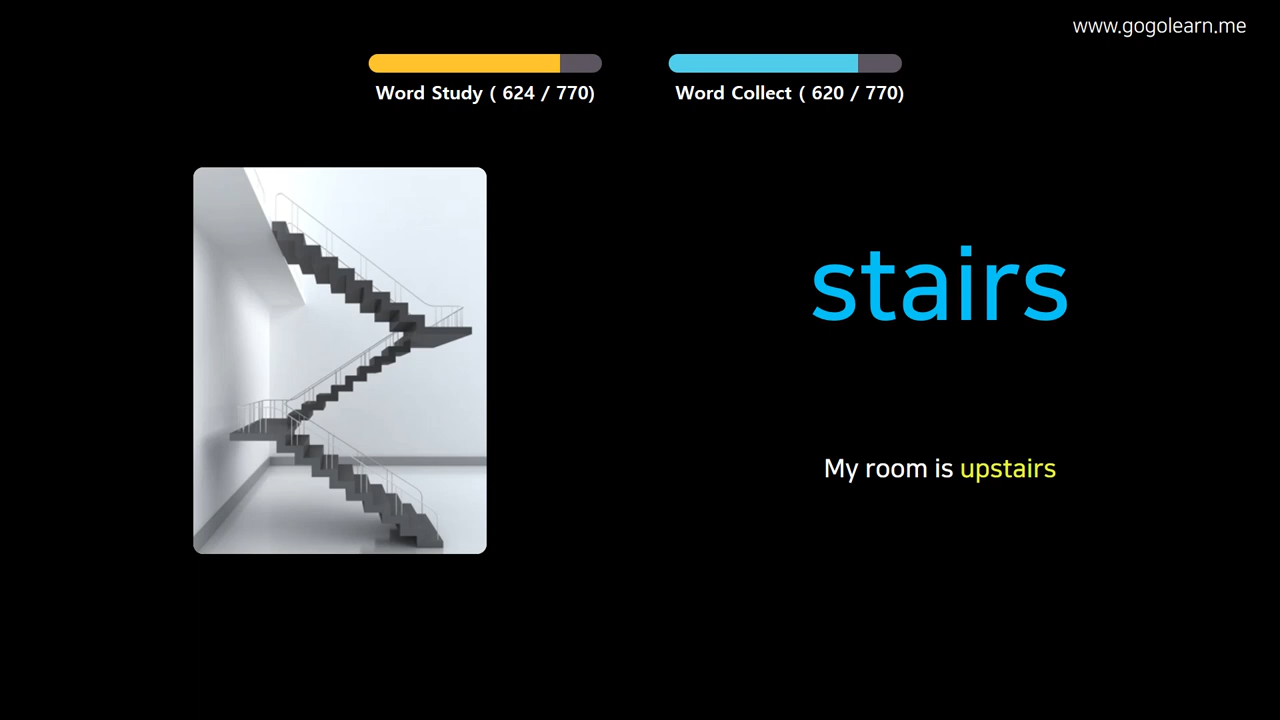 www.gogolearn.me
Word Study ( 624 / 770)
Word Collect ( 620 / 770)
stairs
My room is upstairs